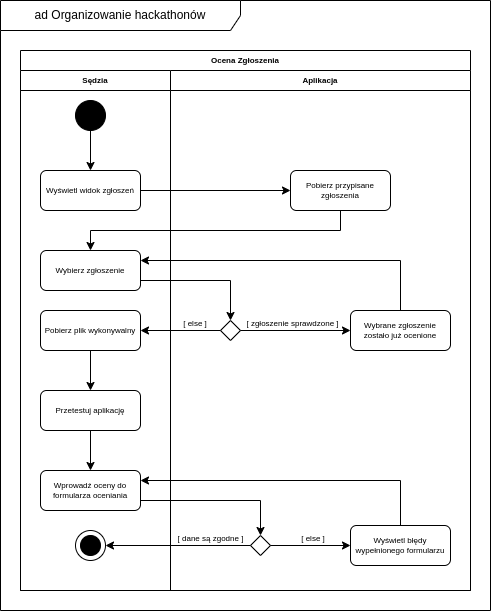 ad Organizowanie hackathonów
Ocena Zgłoszenia
Sędzia
Aplikacja
Wyświetl widok zgłoszeń
Pobierz przypisane
zgłoszenia
Wybierz zgłoszenie
Pobierz plik wykonywalny
[ else ]
[ zgłoszenie sprawdzone ]
Wybrane zgłoszenie
zostało już ocenione
Przetestuj aplikację
Wprowadź oceny do
formularza oceniania
[ dane są zgodne ]
[ else ]
Wyświetl błędy
wypełnionego formularzu